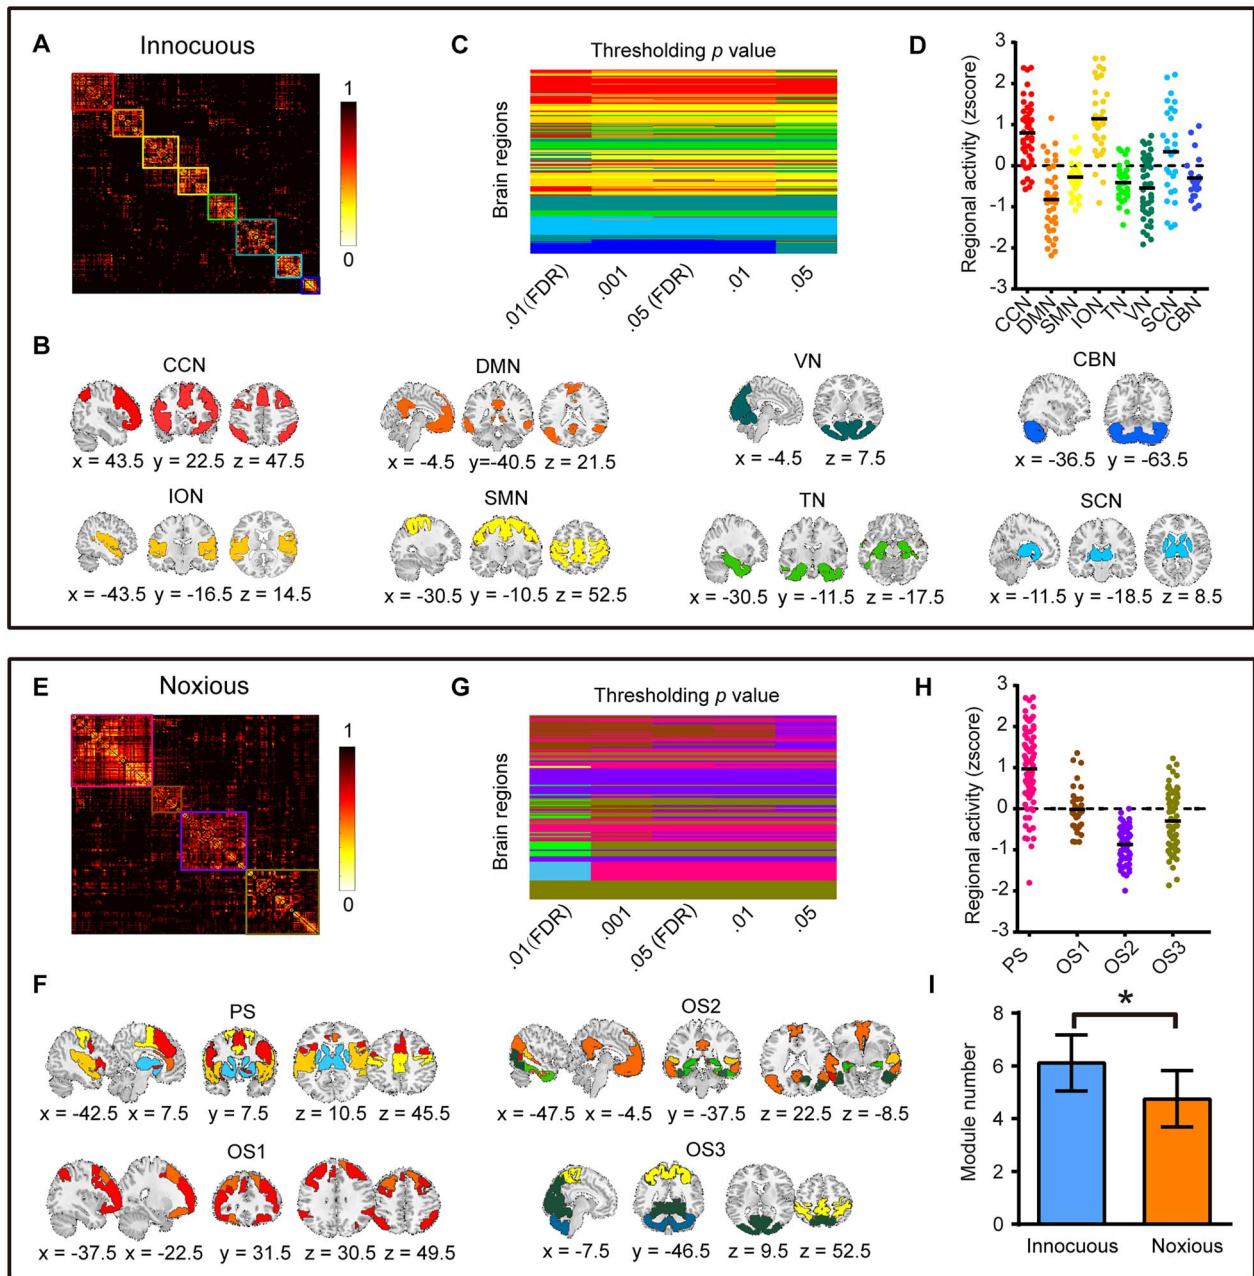 A
Innocuous
1
0
C
Thresholding p value
Brain regions
.01(FDR)
.001
.05 (FDR)
.01
.05
D
Regional activity (zscore)
3
2
1
0
-1
-2
-3
CCN
DMN
SMN
ION
TN
VN
SCN
CBN
B
CCN
x = 43.5 y = 22.5 z = 47.5
DMN
x = -4.5 y=-40.5 z = 21.5
VN
x = -4.5 z = 7.5
CBN
x = -36.5 y = -63.5
ION
x = -43.5 y = -16.5 z = 14.5
SMN
x = -30.5 y = -10.5 z = 52.5
TN
x = -30.5 y = -11.5 z = -17.5
SCN
x = -11.5 y = -18.5 z = 8.5
E
Noxious
1
0
G
Thresholding p value
Brain regions
.01(FDR)
.001
.05 (FDR)
.01
.05
H
Regional activity (zscore)
3
2
1
0
-1
-2
-3
PS
OS1
OS2
OS3
F
PS
x = -42.5 x = 7.5 y = 7.5 z = 10.5 z = 45.5
OS2
x = -47.5 x = -4.5 y = -37.5 z = 22.5 z = -8.5
OS1
x = -37.5 x = -22.5 y = 31.5 z = 30.5 z = 49.5
OS3
x = -7.5 y = -46.5 z = 9.5 z = 52.5
I
*
Module number
8
6
4
2
0
Innocuous
Noxious